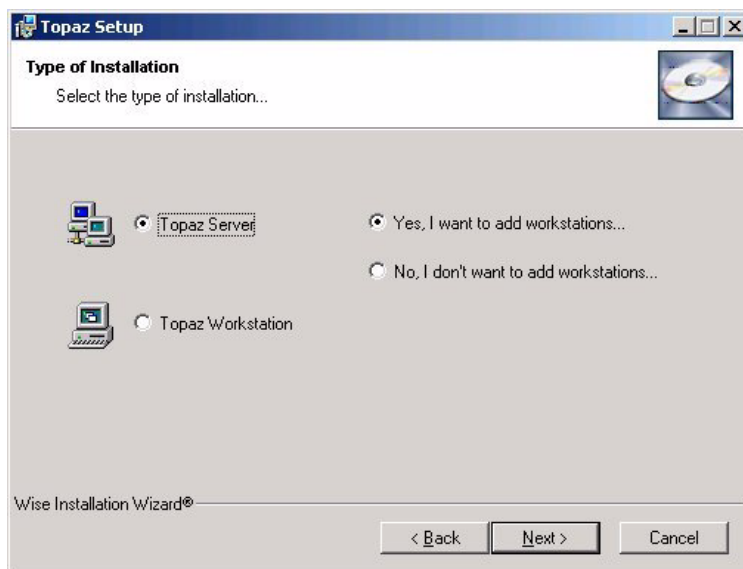 Topaz Setup
Type of Installation
Select the type of installation...
Topaz Server
Yes, I want to add workstations...
No, I don't want to add workstations...
Topaz Workstation
Wise Installation Wizard®
< Back
Next >
Cancel